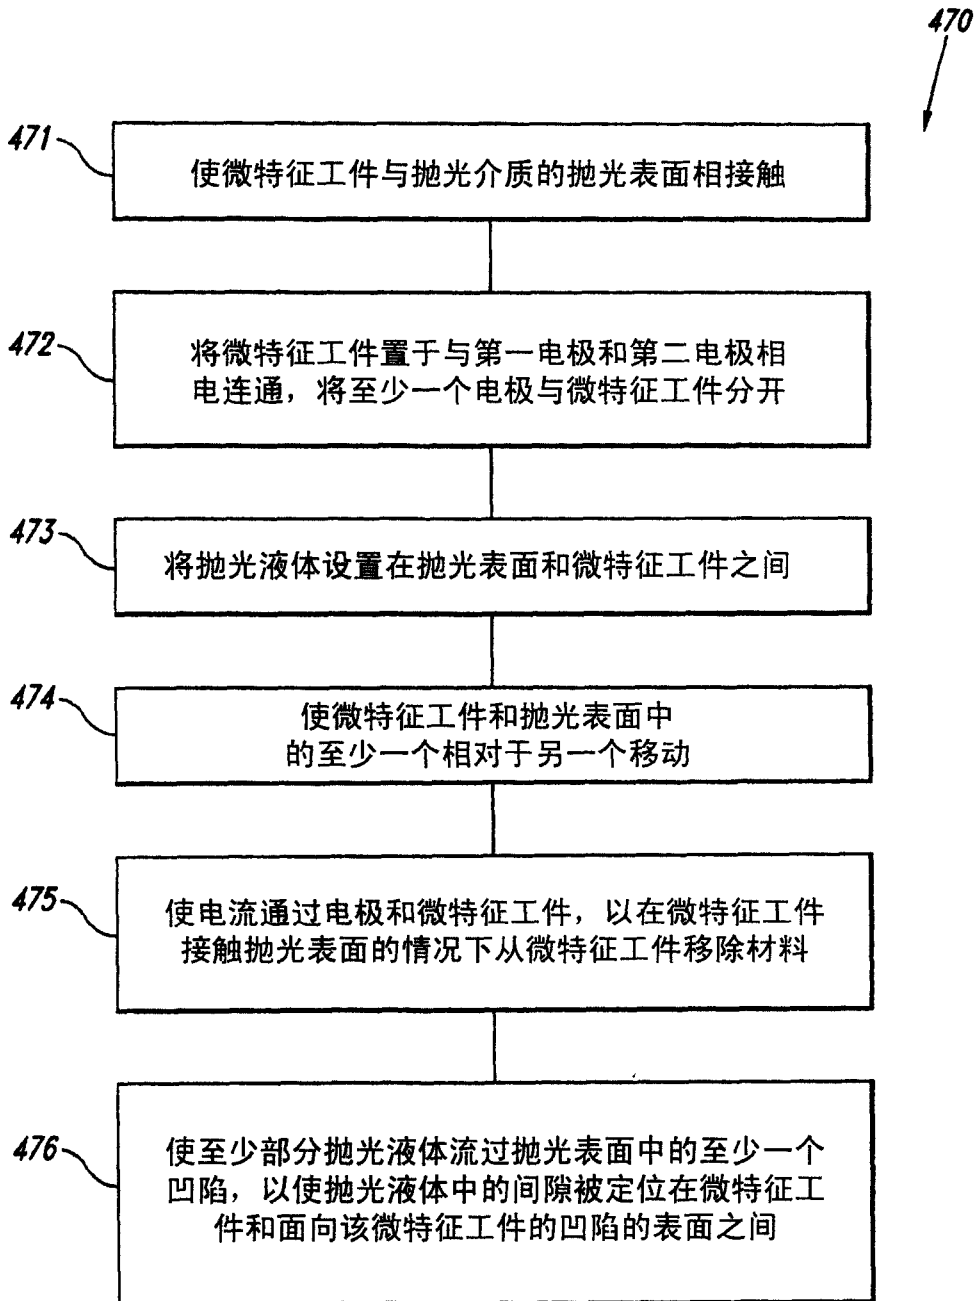 470
471
使微特征工件与抛光介质的抛光表面相接触
472
将微特征工件置于与第一电极和第二电极相
电连通，将至少一个电极与微特征工件分开
473
将抛光液体设置在抛光表面和微特征工件之间
474
使微特征工件和抛光表面中
的至少一个相对于另一个移动
475
使电流通过电极和微特征工件，以在微特征工件
接触抛光表面的情况下从微特征工件移除材料
476
使至少部分抛光液体流过抛光表面中的至少一个
凹陷，以使抛光液体中的间隙被定位在微特征工
件和面向该微特征工件的凹陷的表面之间